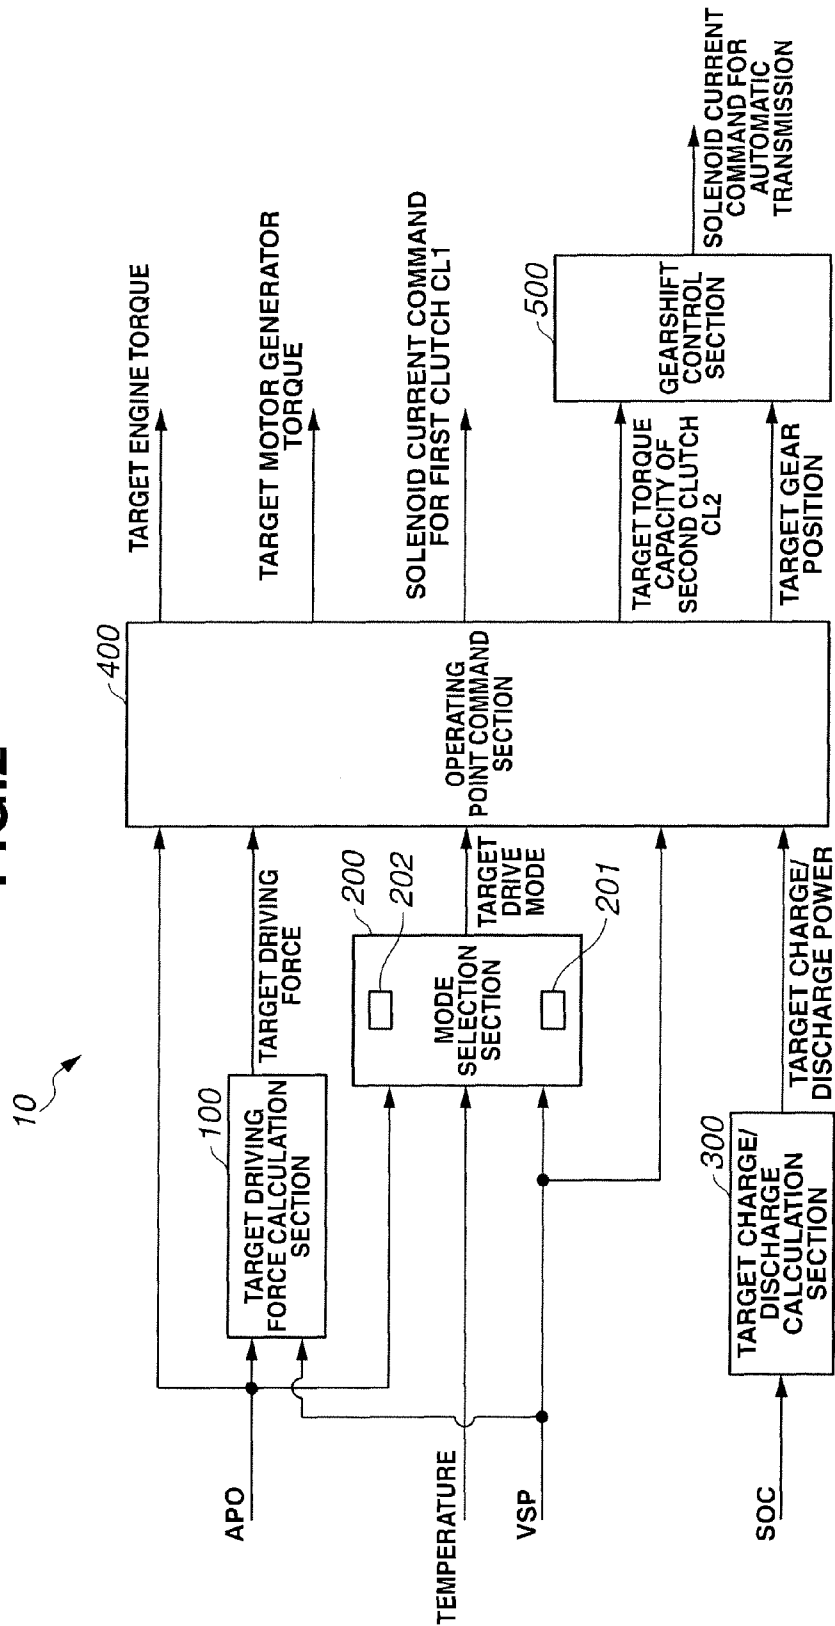 10
APO
TEMPERATURE
VSP
SOC
100
TARGET DRIVING
FORCE CALCULATION
SECTION
TARGET DRIVING
FORCE
200
202
MODE
SELECTION
SECTION
201
TARGET
DRIVE
MODE
300
TARGET CHARGE/
DISCHARGE
CALCULATION
SECTION
TARGET CHARGE/
DISCHARGE POWER
400
OPERATING
POINT COMMAND
SECTION
TARGET ENGINE TORQUE
TARGET MOTOR GENERATOR
TORQUE
SOLENOID CURRENT COMMAND
FOR FIRST CLUTCH CL1
TARGET TORQUE
CAPACITY OF
SECOND CLUTCH
CL2
TARGET GEAR
POSITION
500
GEARSHIFT
CONTROL
SECTION
SOLENOID CURRENT
COMMAND FOR
AUTOMATIC
TRANSMISSION